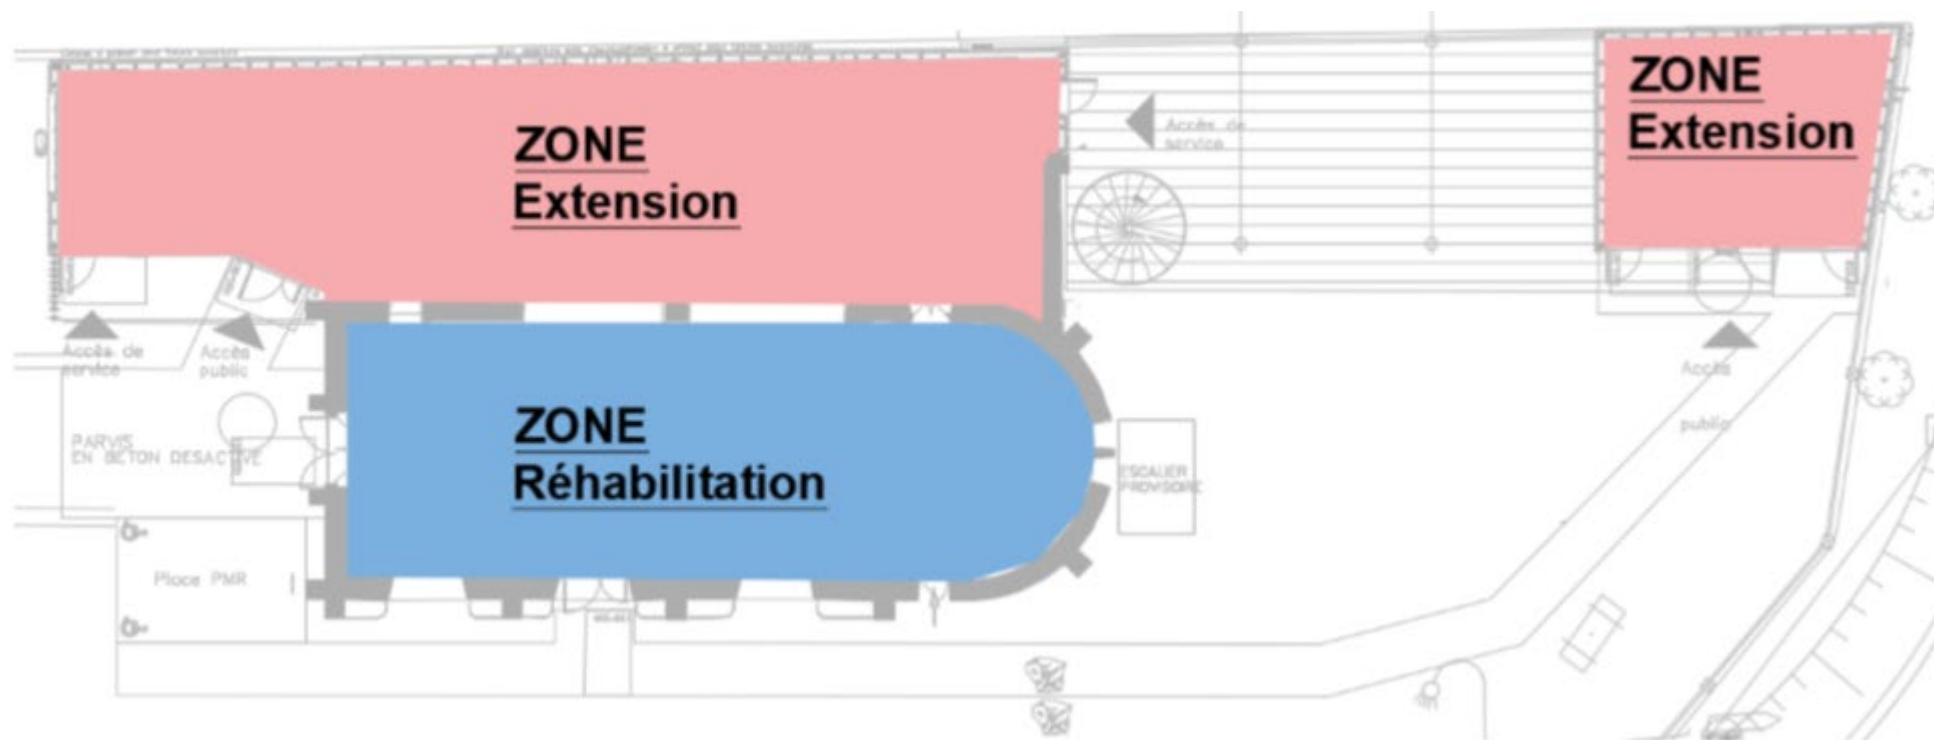 ZONE
Extension
ZONE
Extension
Accès de
service
Accès de
service
Accès
public
Accès
public
ZONE
Réhabilitation
PARVIS
EN BETON DESACTIVE
ESCALIER
PROVISOIRE
Place PMR